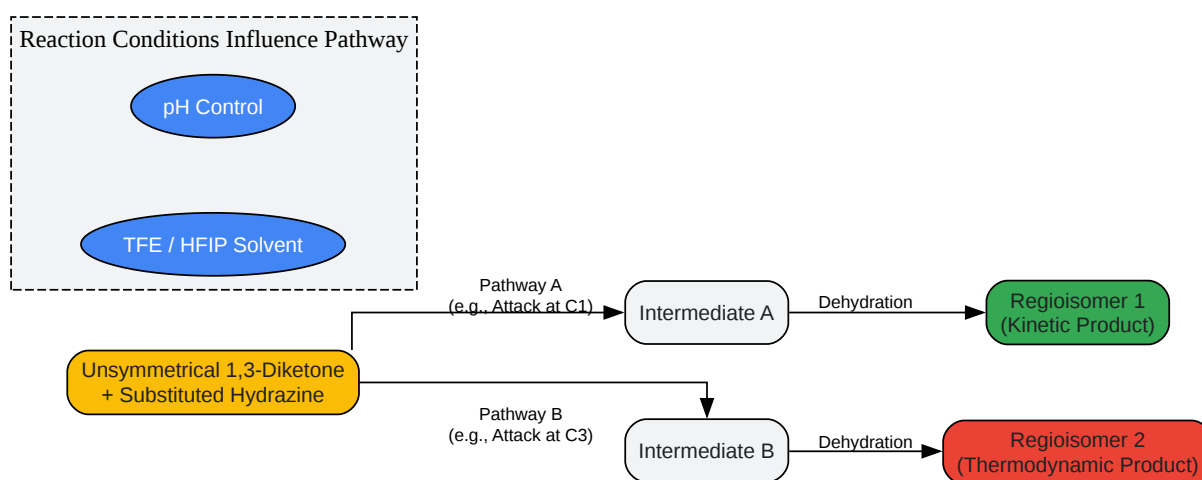 Reaction Conditions Influence Pathway
pH Control
TFE / HFIP Solvent
Pathway A
(e.g., Attack at C1)
Intermediate A
Dehydration
Regioisomer 1
(Kinetic Product)
Unsymmetrical 1,3-Diketone
+ Substituted Hydrazine
Pathway B
(e.g., Attack at C3)
Intermediate B
Dehydration
Regioisomer 2
(Thermodynamic Product)